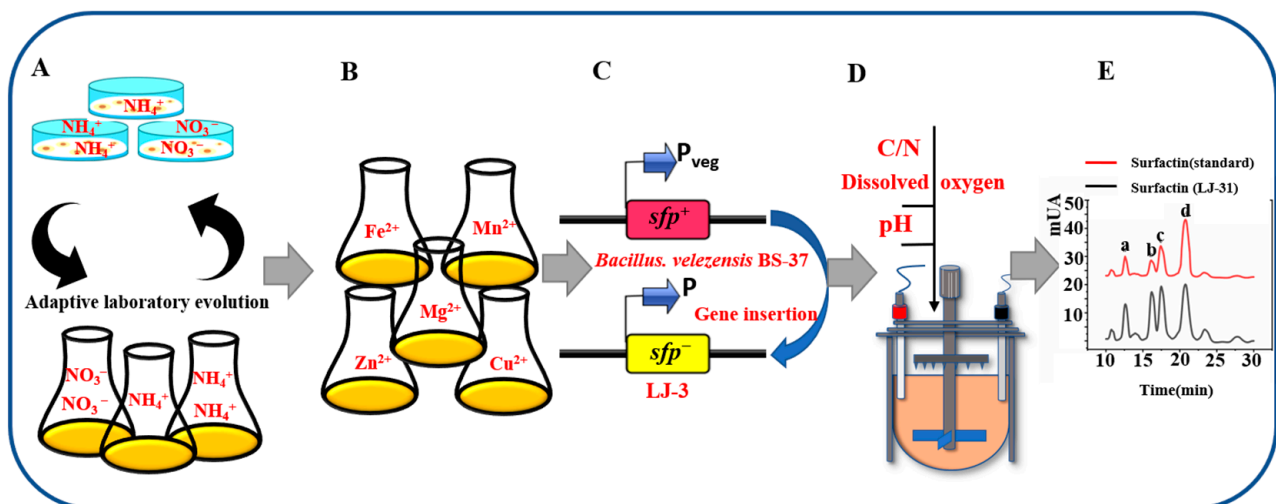 A
NH₄⁺
NH₄⁺
NH₄⁺
NO₃⁻
NO₃⁻
Adaptive laboratory evolution
NO₃⁻
NO₃⁻
NH₄⁺
NH₄⁺
NH₄⁺
B
Fe²⁺
Mn²⁺
Mg²⁺
Zn²⁺
Cu²⁺
C
Pveg
sfp⁺
Bacillus. velezensis BS-37
P
Gene insertion
sfp⁻
LJ-3
D
C/N
Dissolved oxygen
pH
E
Surfactin(standard)
Surfactin (LJ-31)
mUA
50
40
30
20
10
a
b
c
d
10 15 20 25 30
Time(min)